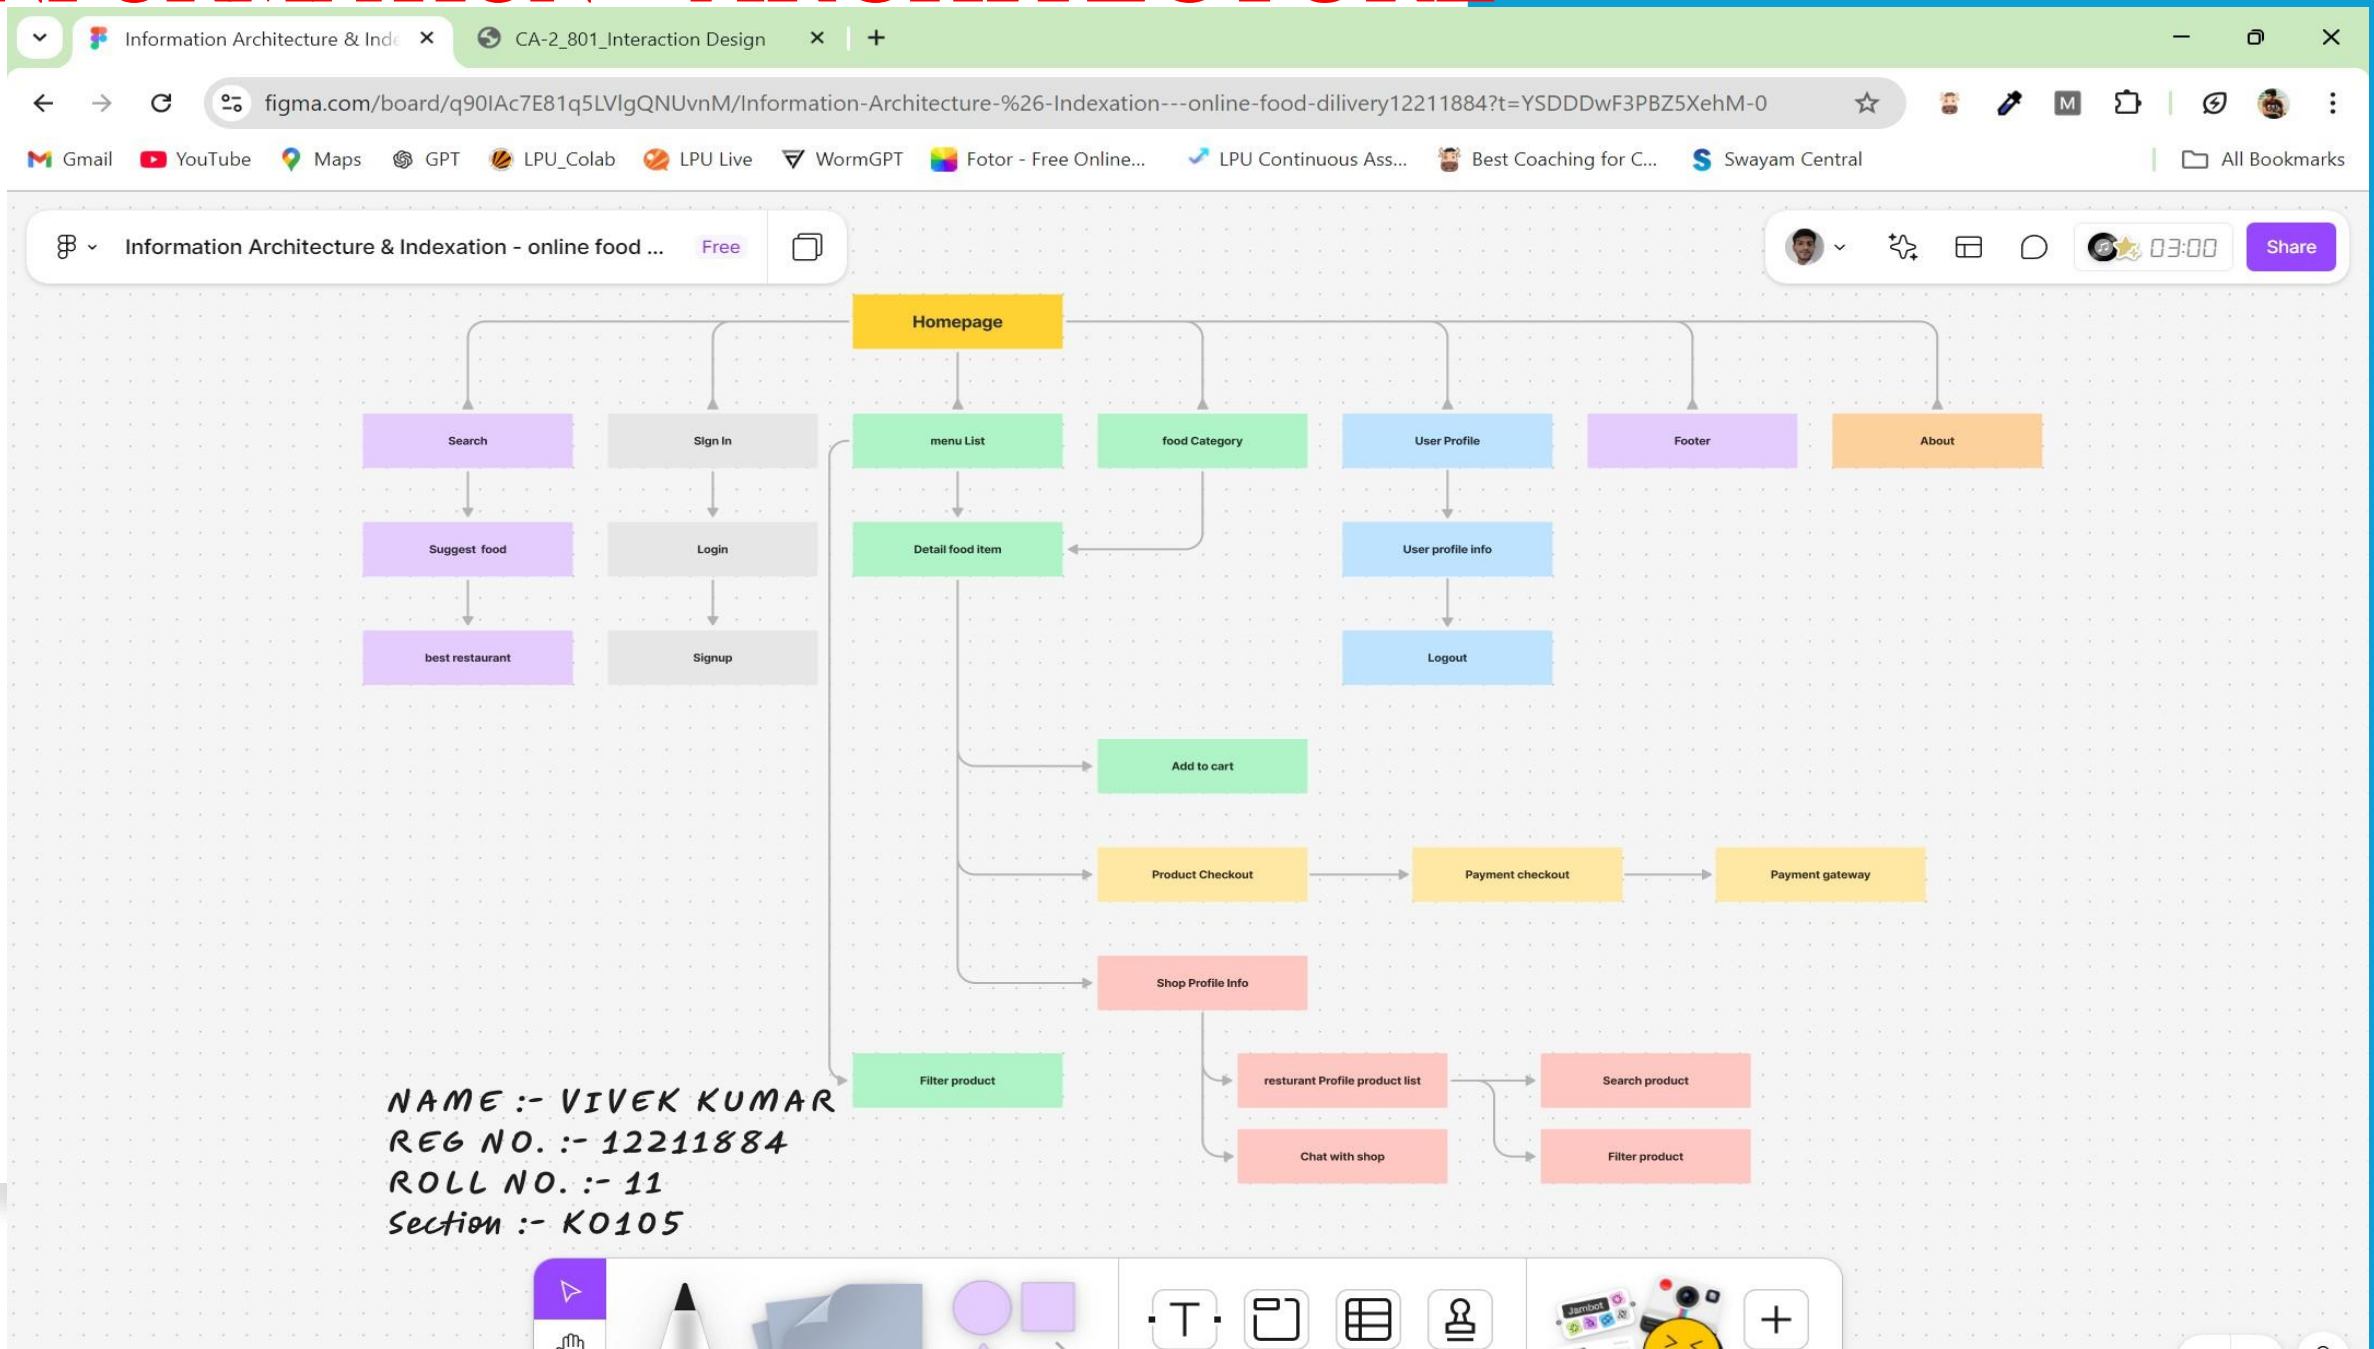 INFORMATION ARCHITECTURE
Information Architecture & Inde
CA-2_801_Interaction Design
figma.com/board/q90IAc7E81q5LVlgQNUvnM/Information-Architecture-%26-Indexation---online-food-dilivery12211884?t=YSDDDwF3PBZ5XehM-0
M
Gmail YouTube Maps GPT LPU_Colab LPU Live WormGPT Fotor - Free Online... LPU Continuous Ass... Best Coaching for C... Swayam Central All Bookmarks
Information Architecture & Indexation - online food ... Free
03:00 Share
Homepage
Search SIgn In menu List food Category User Profile Footer About
Suggest food Login Detail food item User profile info
best restaurant Signup Logout
Add to cart
Product Checkout Payment checkout Payment gateway
Shop Profile Info
Filter product resturant Profile product list Search product
Chat with shop Filter product
NAME :- VIVEK KUMAR
REG NO. :- 12211884
ROLL NO. :- 11
Section :- KO105
T
Jambot